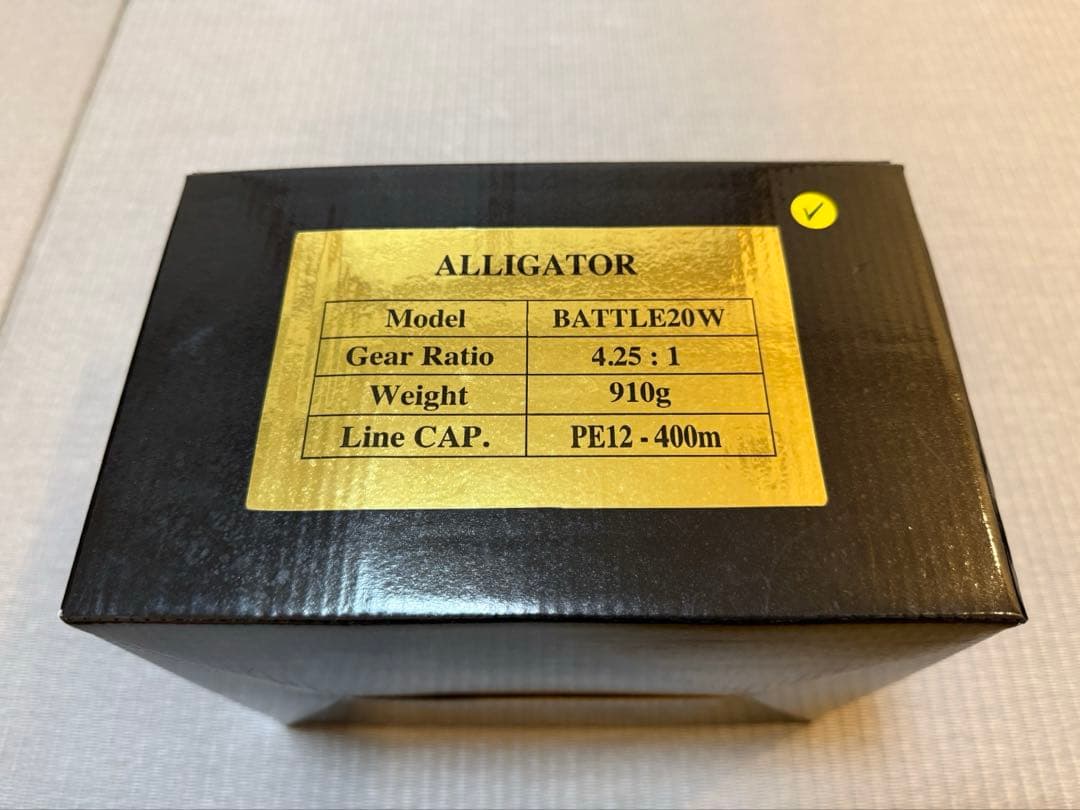 ALLIGATOR
Model BATTLE20W
Gear Ratio 4.25 : 1
Weight 910g
Line CAP. PE12 - 400m